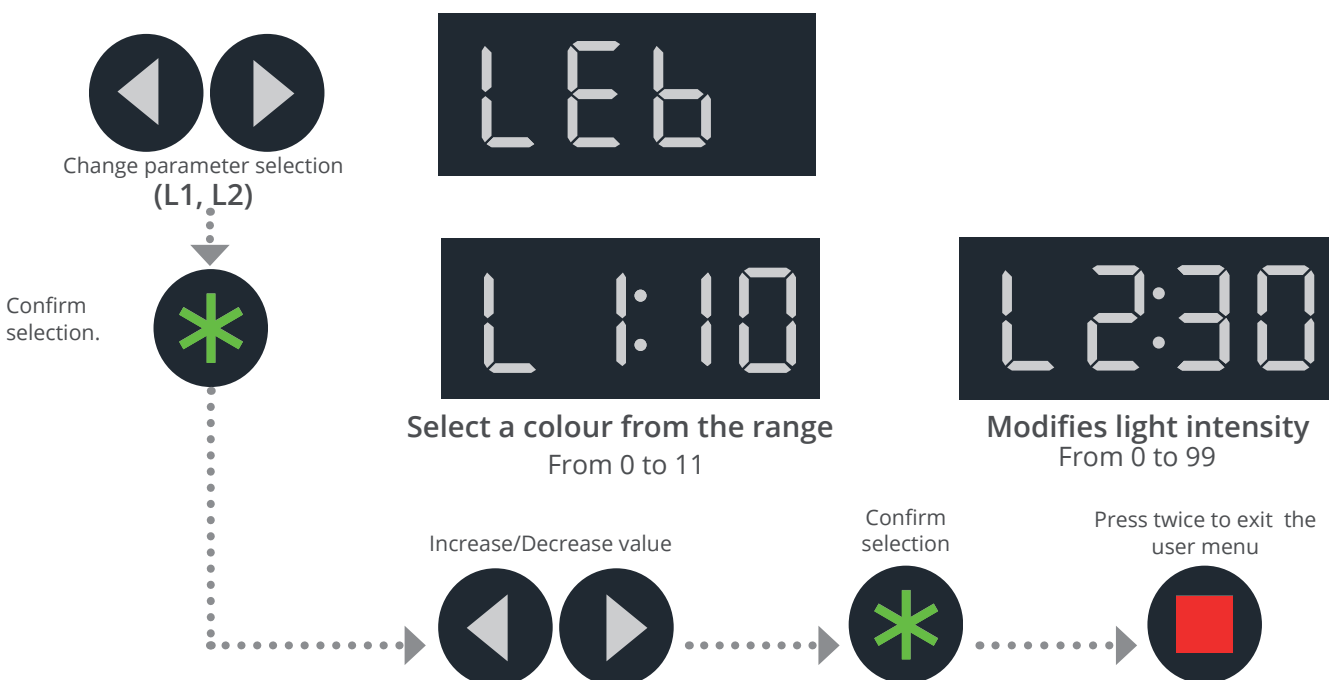 LEb
Change parameter selection
(L1, L2)
Confirm
selection.
L 1:10
L2:30
Select a colour from the range
From 0 to 11
Modifies light intensity
From 0 to 99
Increase/Decrease value
Confirm
selection
Press twice to exit the
user menu